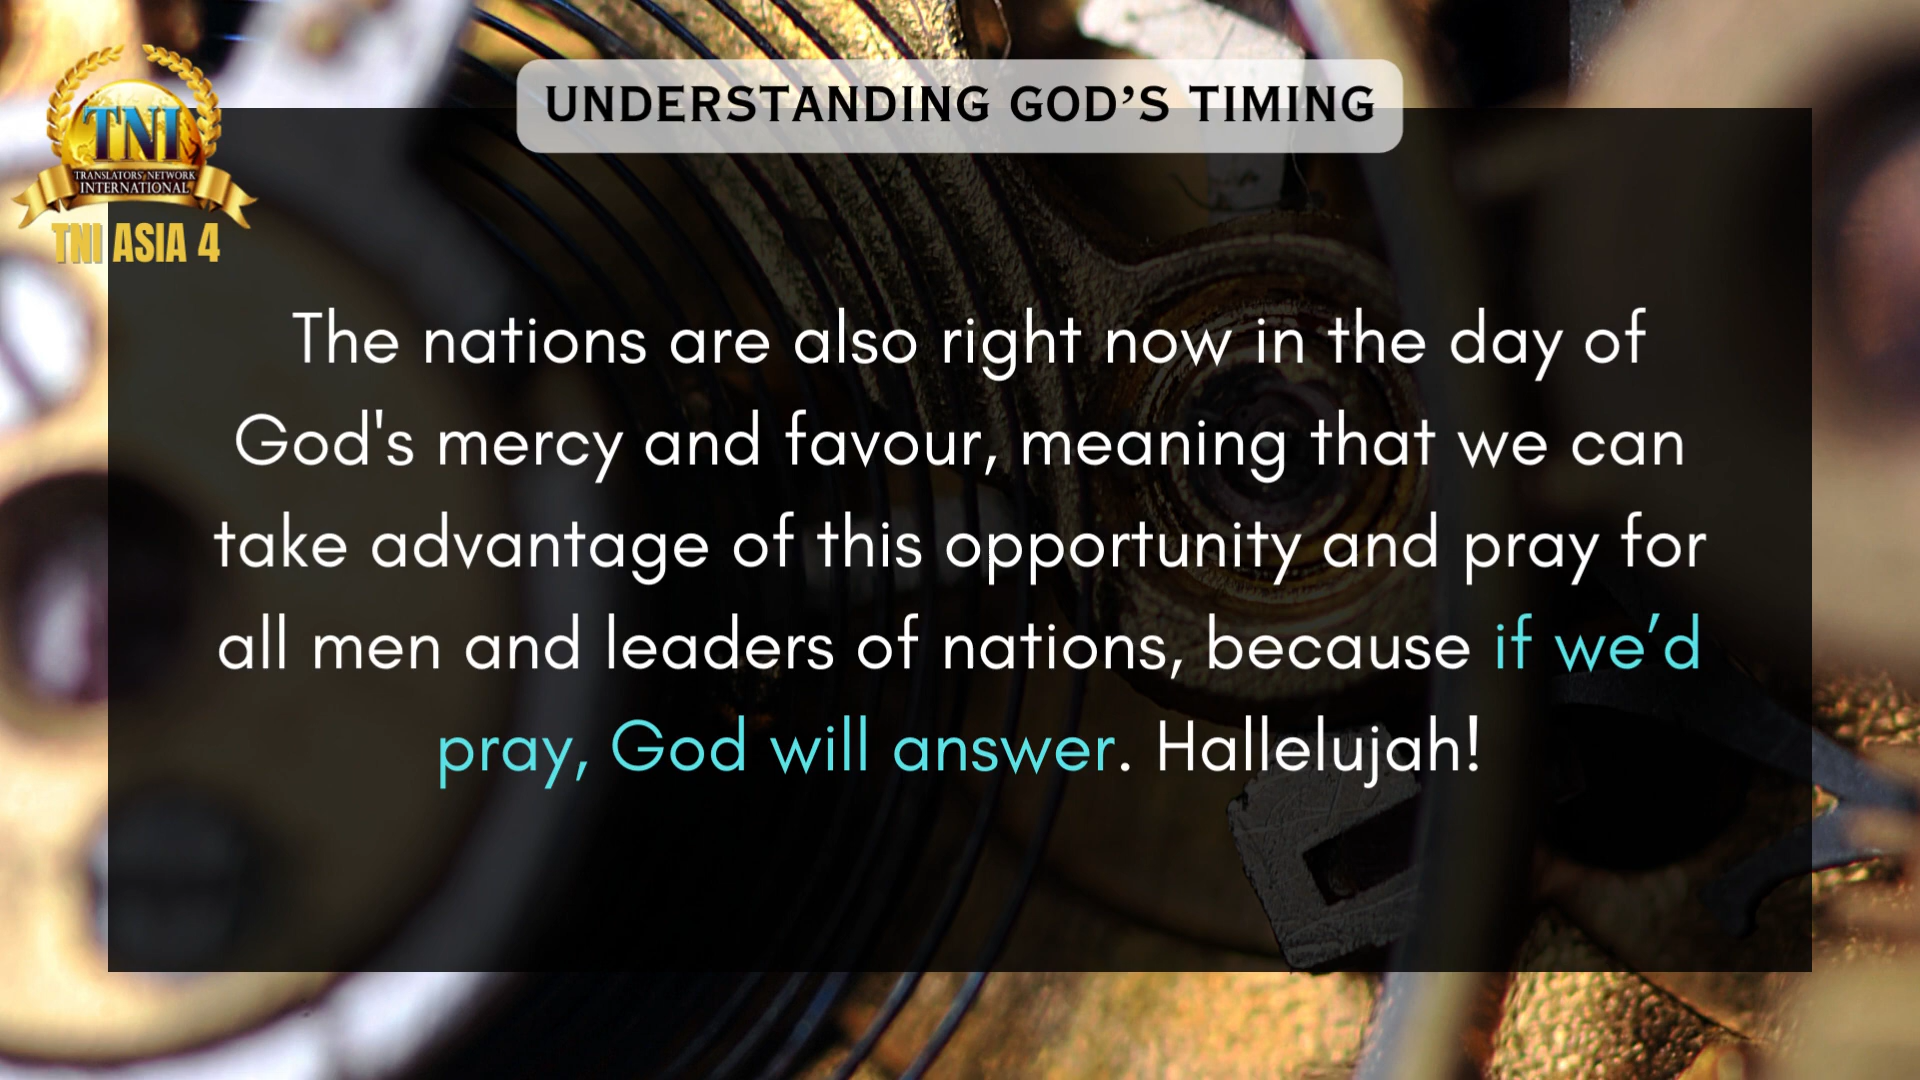 TNI
TRANSLATORS' NETWORK
INTERNATIONAL
TNI ASIA 4
UNDERSTANDING GOD’S TIMING
The nations are also right now in the day of
God's mercy and favour, meaning that we can
take advantage of this opportunity and pray for
all men and leaders of nations, because if we’d
pray, God will answer. Hallelujah!